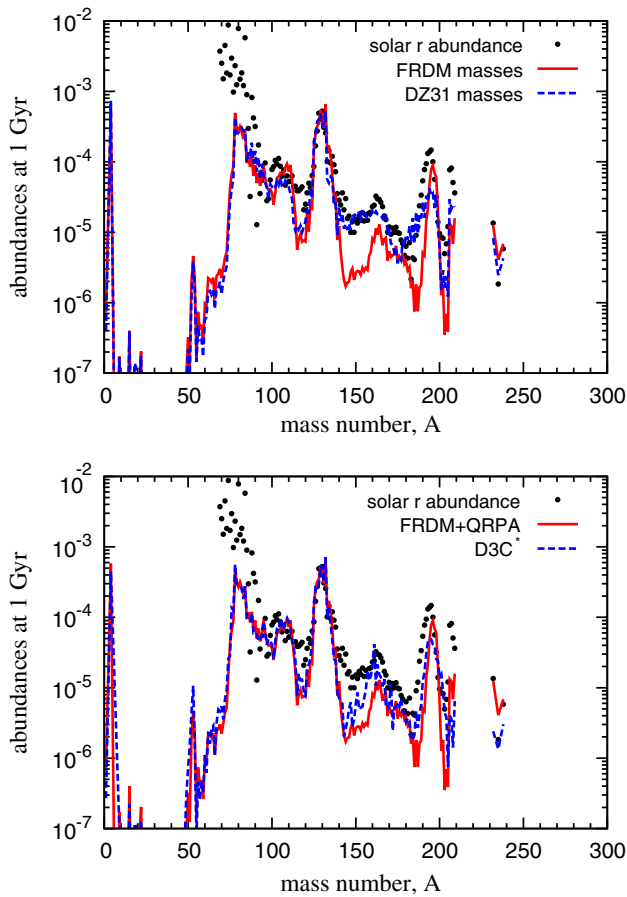 abundances at 1 Gyr
10-2
10-3
10-4
10-5
10-6
10-7
solar r abundance
FRDM masses
DZ31 masses
0 50 100 150 200 250 300
mass number, A
abundances at 1 Gyr
10-2
10-3
10-4
10-5
10-6
10-7
solar r abundance
FRDM+QRPA
D3C*
0 50 100 150 200 250 300
mass number, A